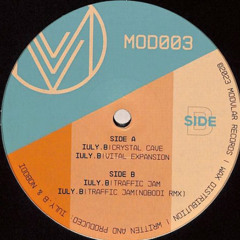 MOD003
SIDE A
IULY.B|CRYSTAL CAVE
IULY.B|VITAL EXPANSION
SIDE B
IULY.B|TRAFFIC JAM
IULY.B|TRAFFIC JAM(NOBODI RMX)
SIDE
B
©2023 MODULAR RECORDS | WAX DISTRIBUTION | WRITTEN AND PRODUCED IULY.B & NOBODI